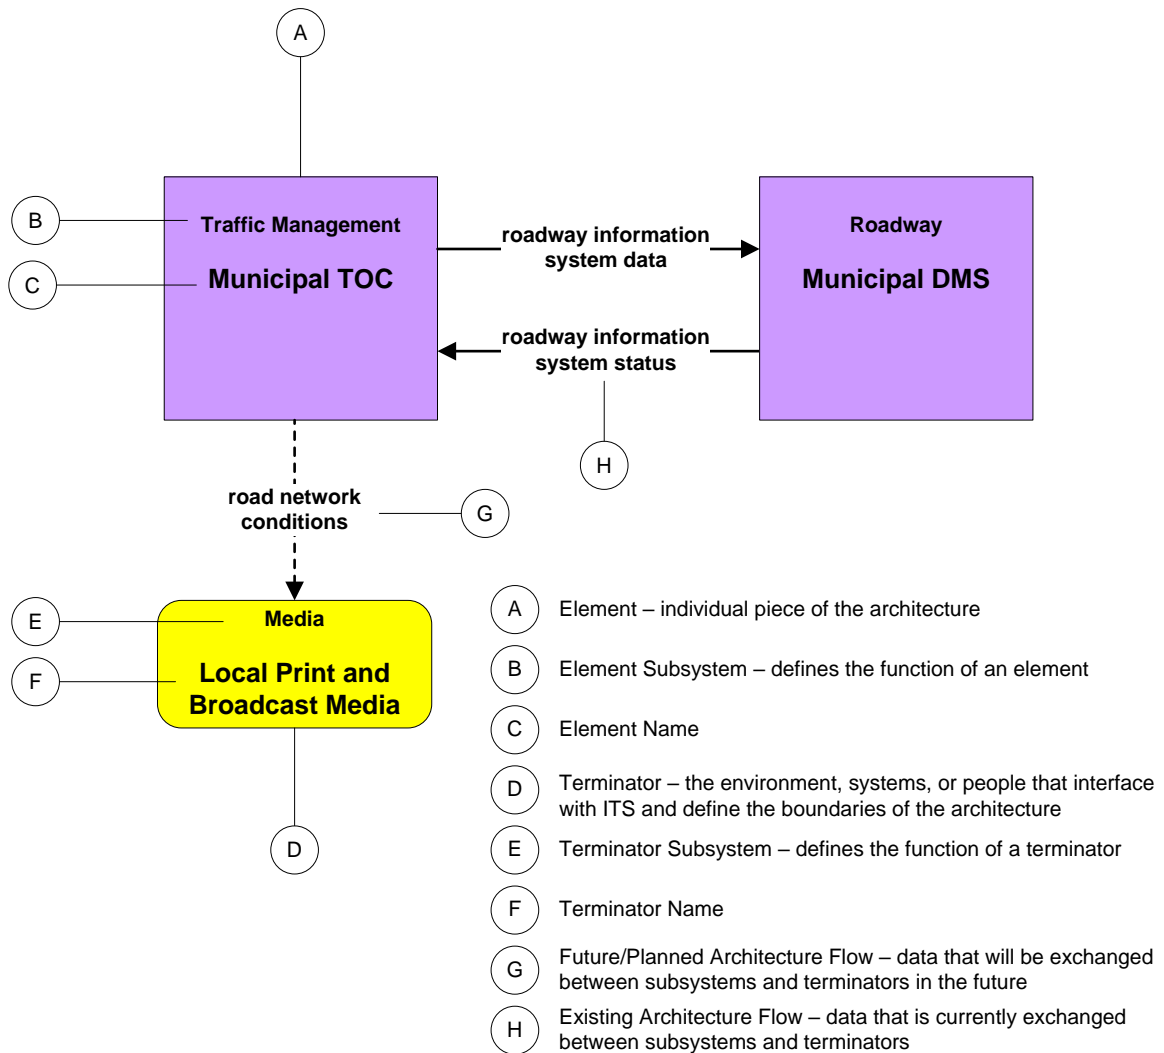 A
B
Traffic Management
C
Municipal TOC
roadway information
system data
Roadway
Municipal DMS
roadway information
system status
H
road network
conditions
G
E
Media
F
Local Print and
Broadcast Media
D
A Element – individual piece of the architecture
B Element Subsystem – defines the function of an element
C Element Name
D Terminator – the environment, systems, or people that interface
with ITS and define the boundaries of the architecture
E Terminator Subsystem – defines the function of a terminator
F Terminator Name
G Future/Planned Architecture Flow – data that will be exchanged
between subsystems and terminators in the future
H Existing Architecture Flow – data that is currently exchanged
between subsystems and terminators